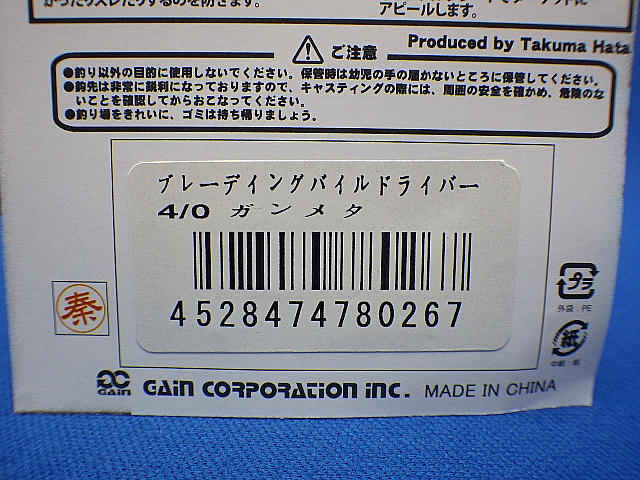 アピールします。
Produced by Takuma Hata
ご注意
●釣り以外の目的に使用しないでください。保管時は幼児の手の届かないところに保管してください。
●釣先は非常に鋭利になっておりますので、キャスティングの際には、周囲の安全を確かめ、危険のな
いことを確認してからおこなってください。
●釣り場をきれいに、ゴミは持ち帰りましょう。
ブレーデイングパイルドライバー
4/0 ガンメタ
4528474780267
秦
プラ
外袋:PE
紙
中紙:紙
GAIN
GAIN CORPORATION INC. MADE IN CHINA